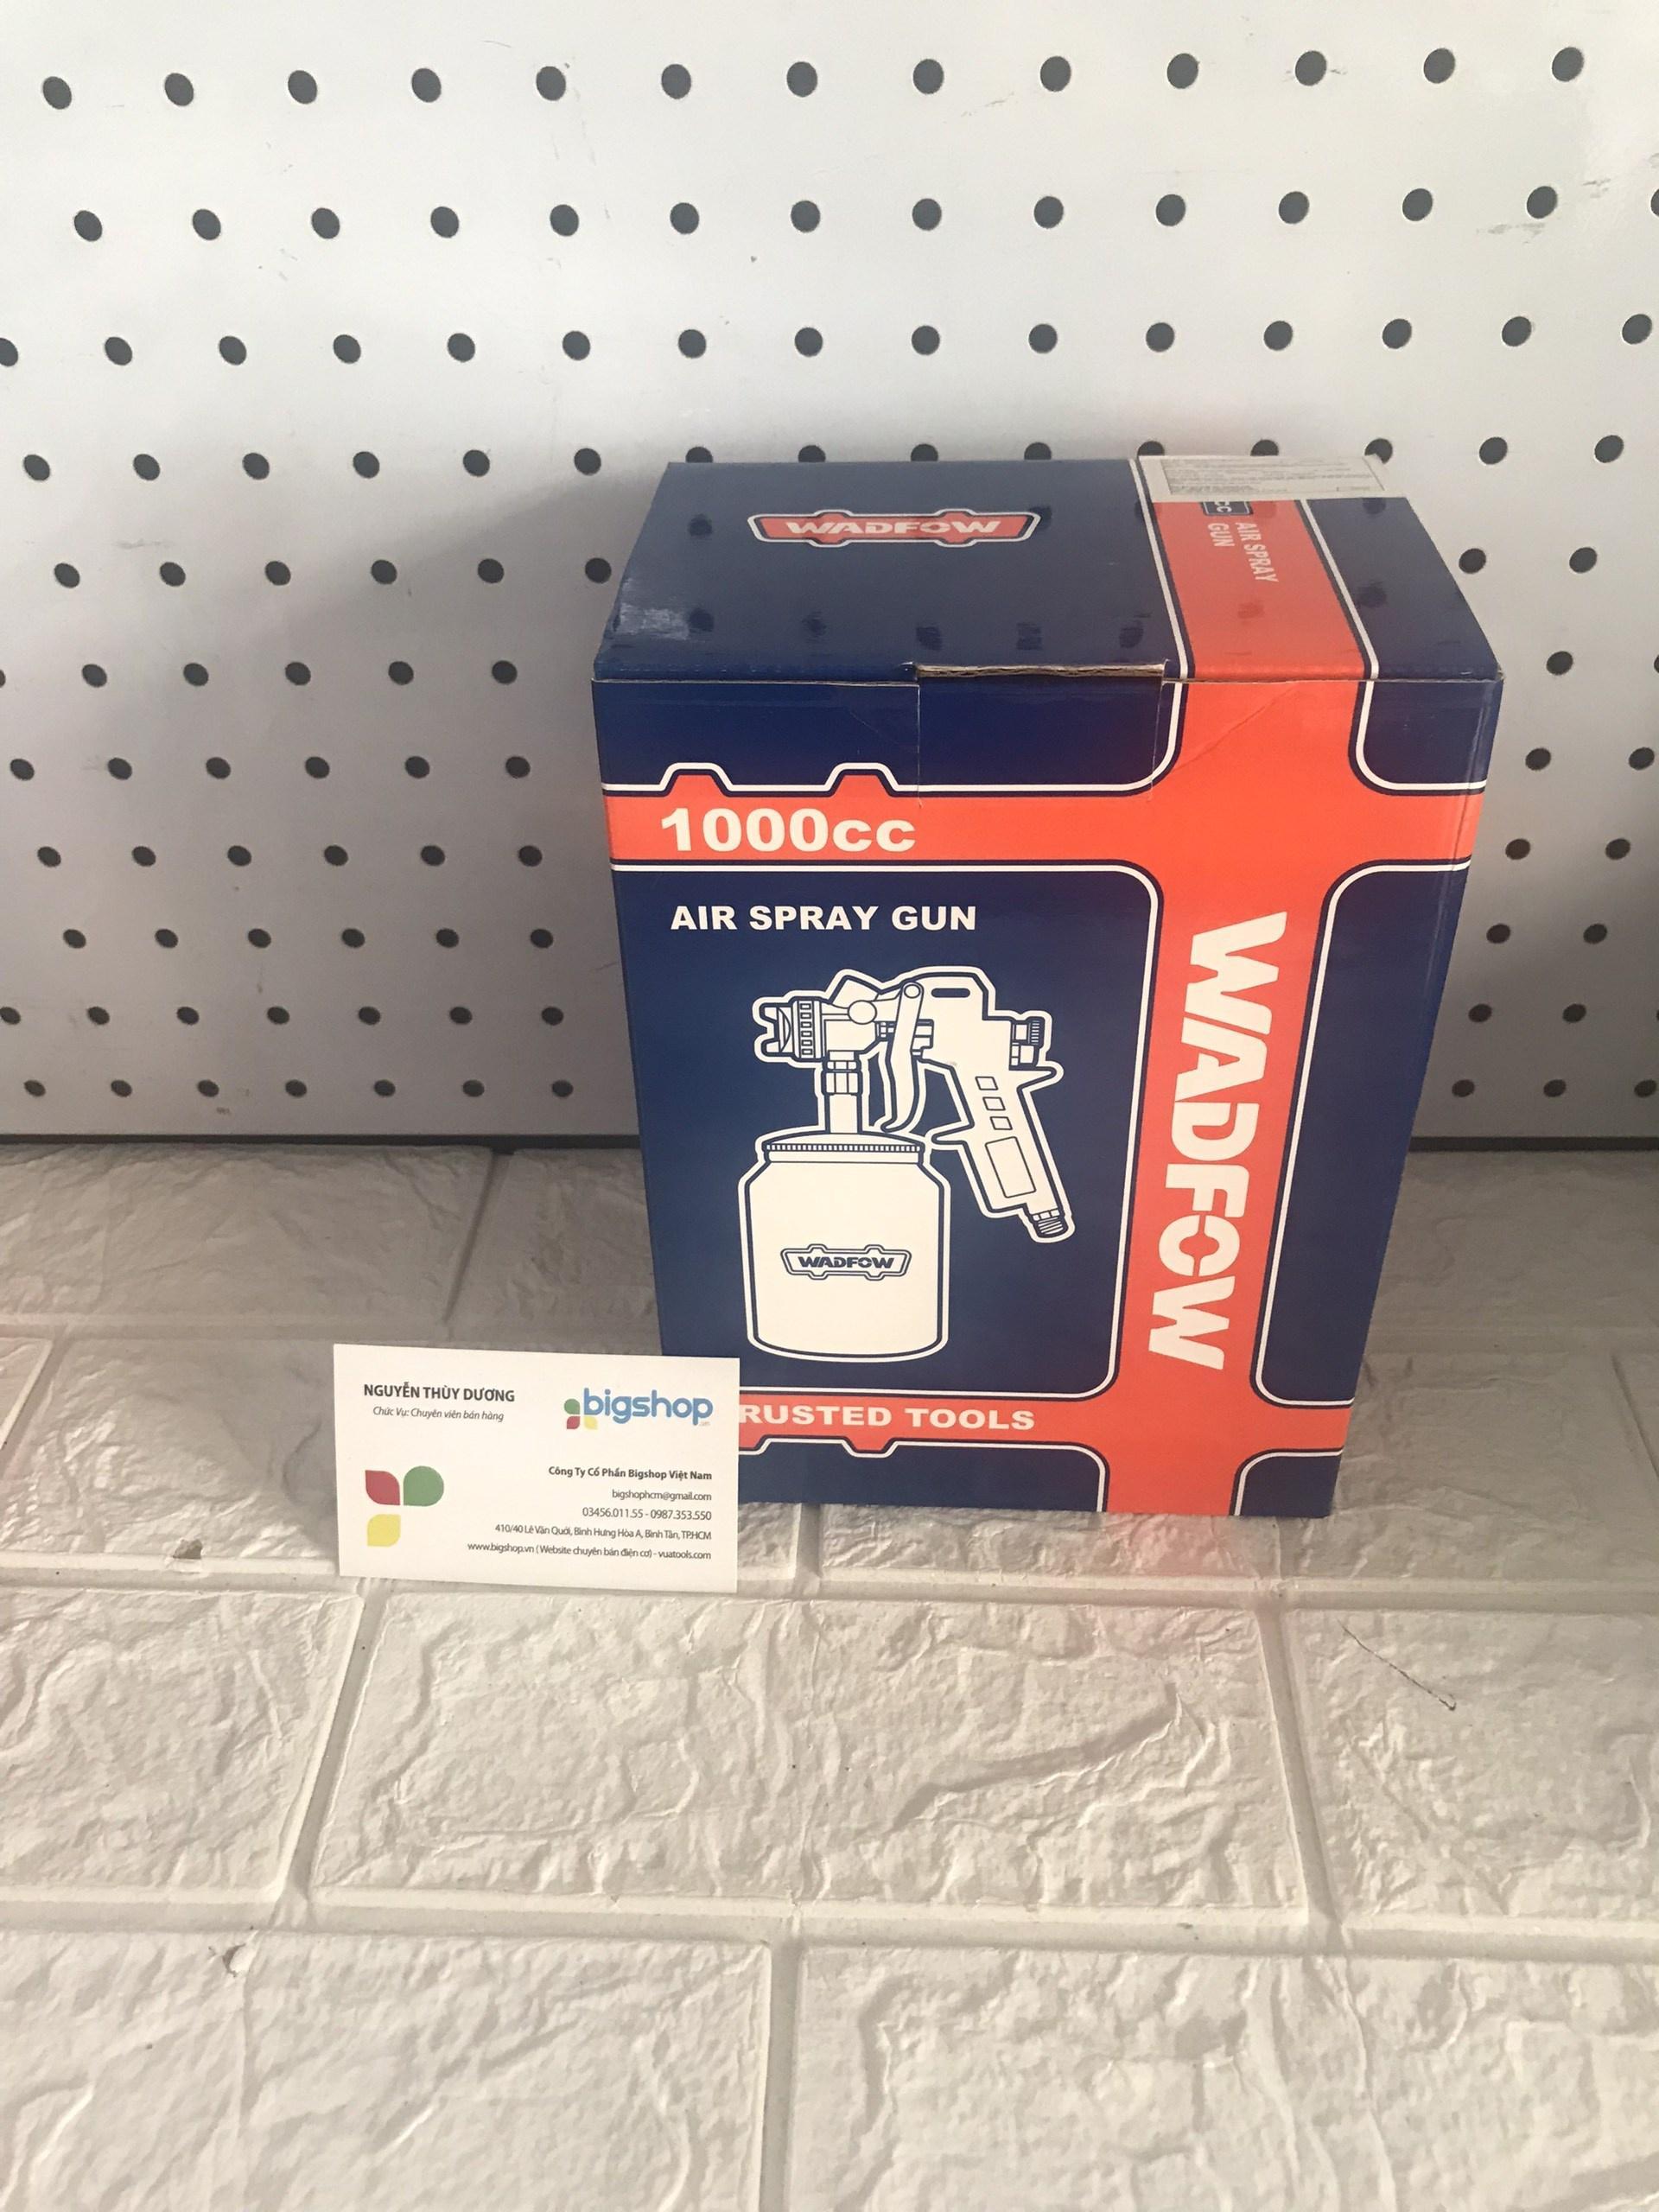 WADFOW
AIR SPRAY
GUN
1000cc
AIR SPRAY GUN
WADFOW
WADFOW
RUSTED TOOLS
NGUYỄN THÙY DƯƠNG
Chức Vụ: Chuyên viên bán hàng
bigshop
Công Ty Cổ Phần Bigshop Việt Nam
bigshophcm@gmail.com
03456.011.55 - 0987.353.550
410/40 Lê Văn Quới, Bình Hưng Hòa A, Bình Tân, TP.HCM
www.bigshop.vn ( Website chuyên bán điện cơ) - vuatools.com